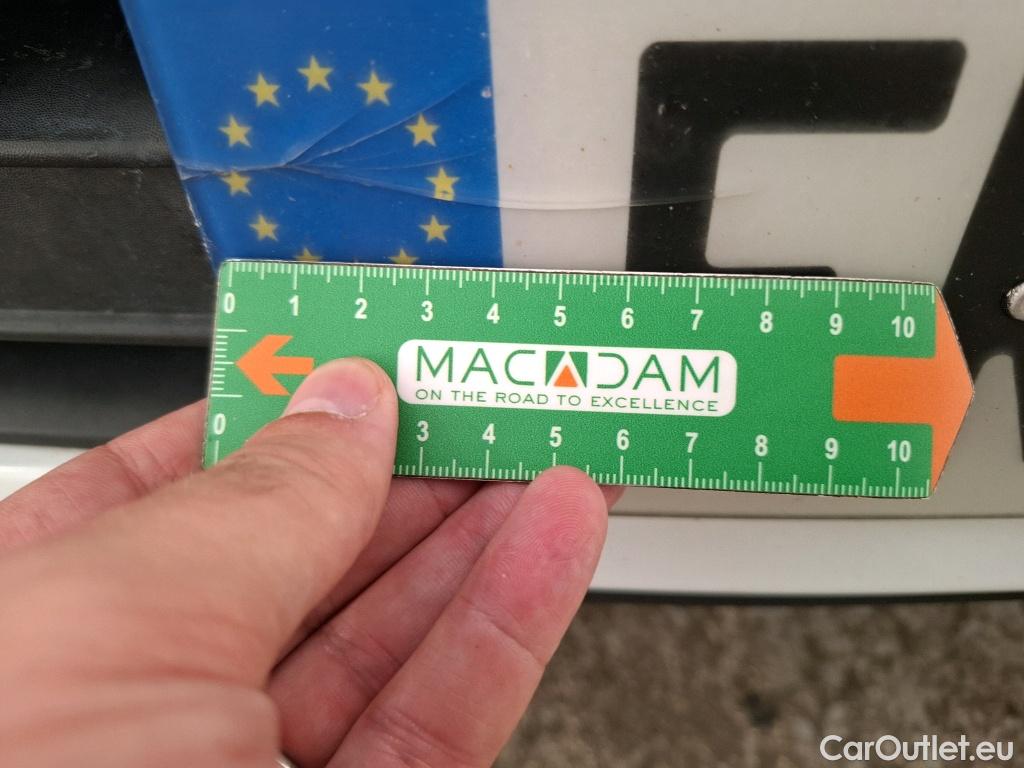 0 1 2 3 4 5 6 7 8 9 10
MACADAM
ON THE ROAD TO EXCELLENCE
0 3 4 5 6 7 8 9 10
CarOutlet.eu